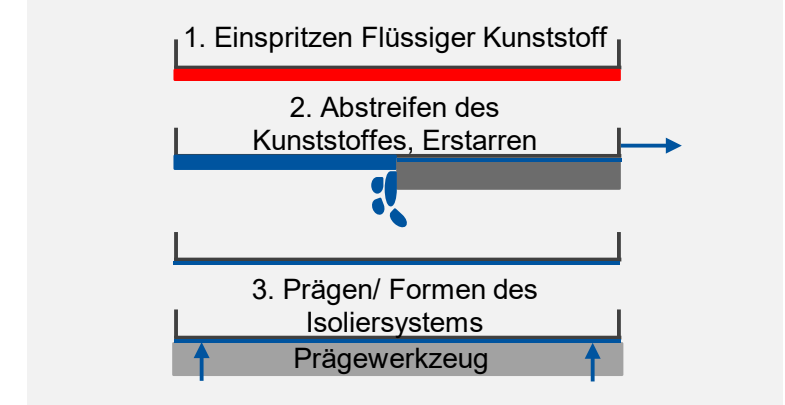 1. Einspritzen Flüssiger Kunststoff
2. Abstreifen des
Kunststoffes, Erstarren
3. Prägen/ Formen des
Isoliersystems
Prägewerkzeug